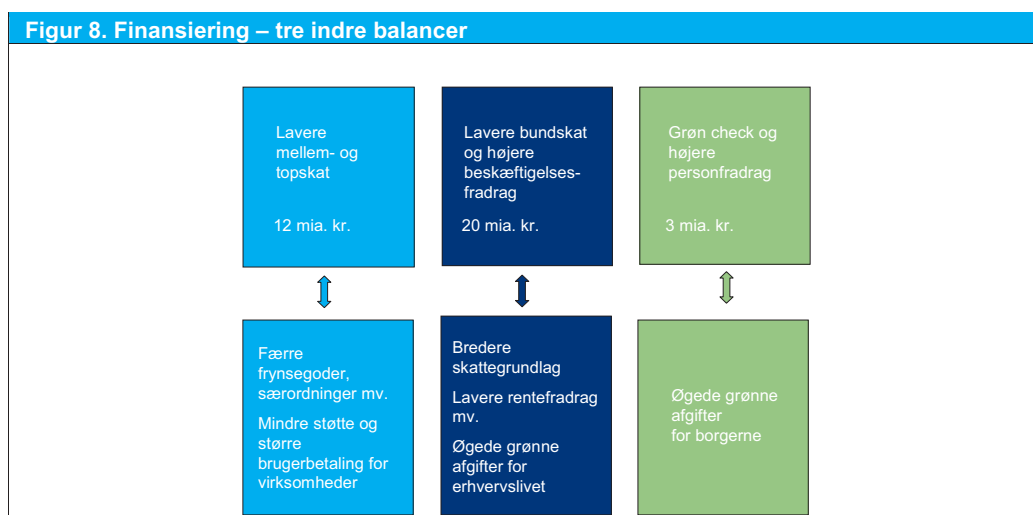 Figur 8. Finansiering – tre indre balancer
Lavere
mellem- og
topskat
12 mia. kr.
Lavere bundskat
og højere
beskæftigelses-
fradrag
20 mia. kr.
Grøn check og
højere
personfradrag
3 mia. kr.
Færre
frynsegoder,
særordninger mv.
Mindre støtte og
større
brugerbetaling for
virksomheder
Bredere
skattegrundlag
Lavere rentefradrag
mv.
Øgede grønne
afgifter for
erhvervslivet
Øgede grønne
afgifter
for borgerne